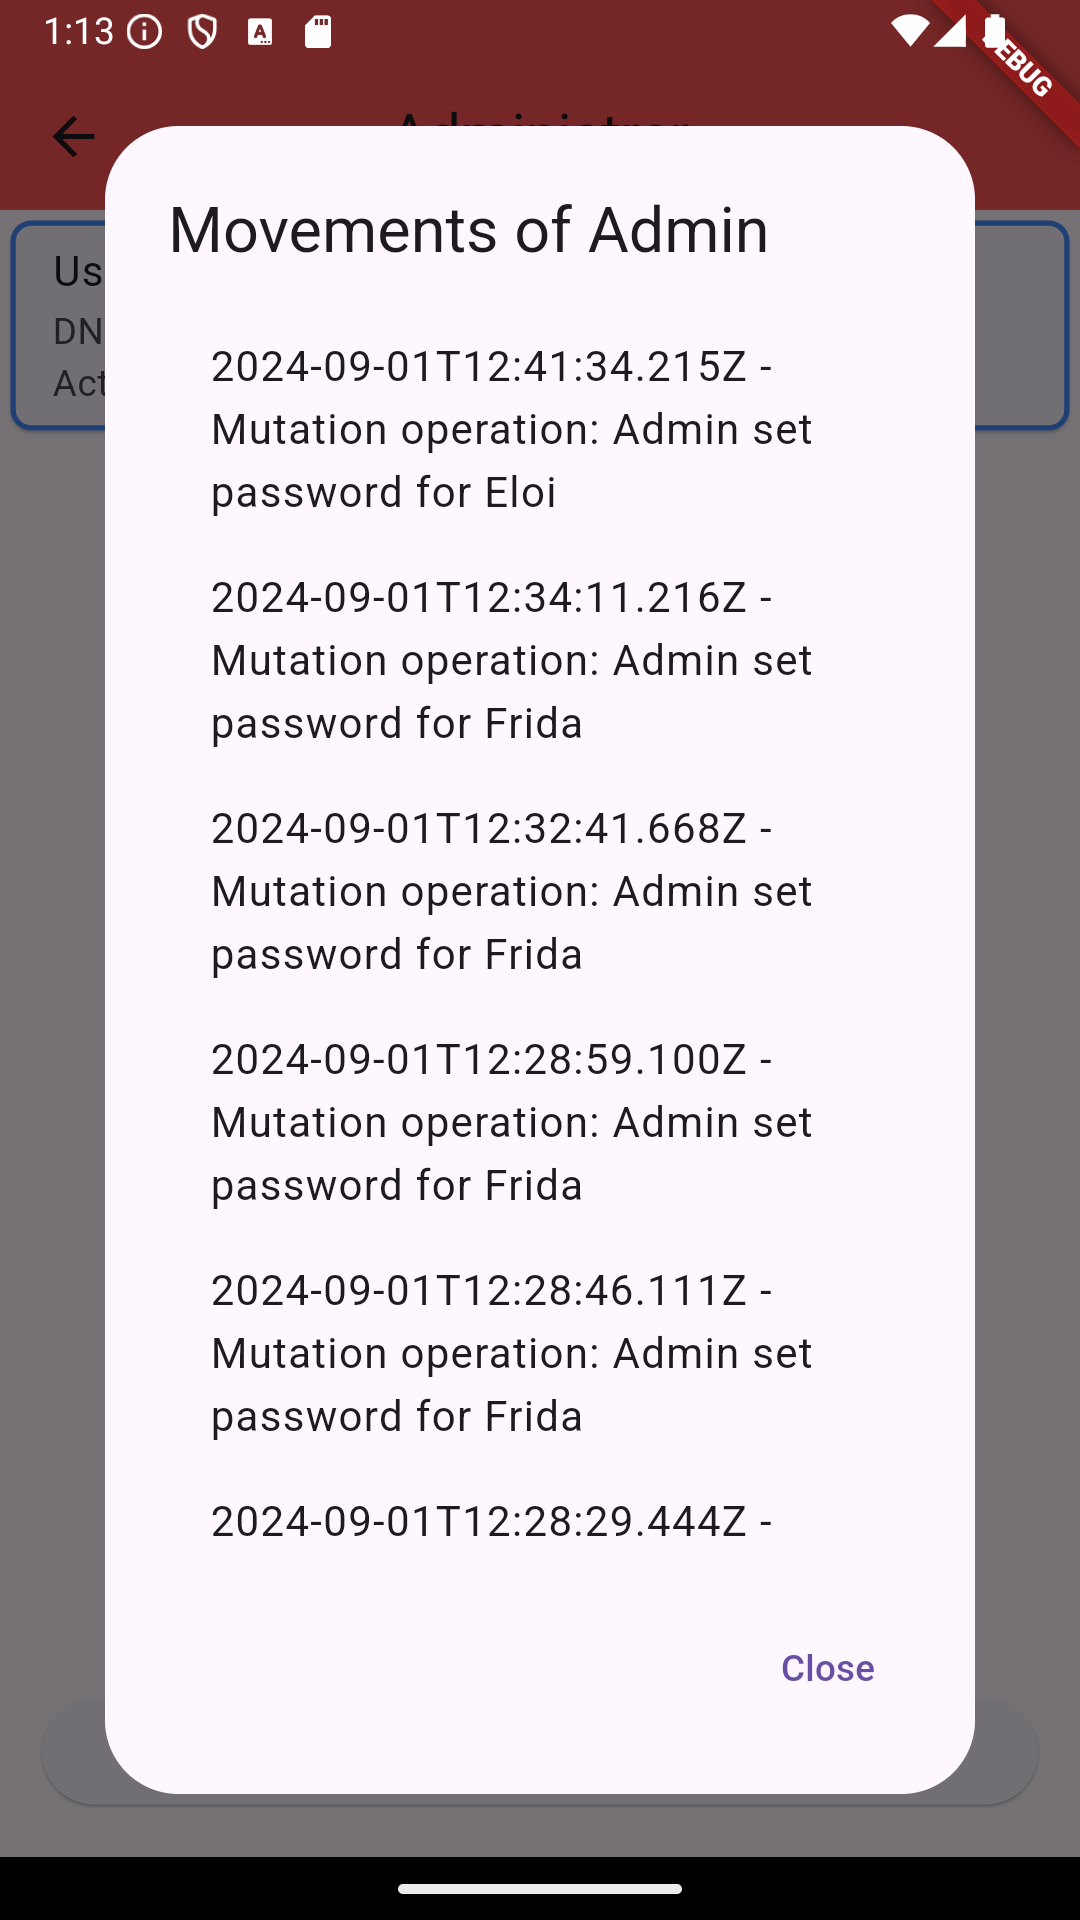 1:13
DEBUG
Movements of Admin
Us
DN
Act
2024-09-01T12:41:34.215Z -
Mutation operation: Admin set
password for Eloi
2024-09-01T12:34:11.216Z -
Mutation operation: Admin set
password for Frida
2024-09-01T12:32:41.668Z -
Mutation operation: Admin set
password for Frida
2024-09-01T12:28:59.100Z -
Mutation operation: Admin set
password for Frida
2024-09-01T12:28:46.111Z -
Mutation operation: Admin set
password for Frida
2024-09-01T12:28:29.444Z -
Close